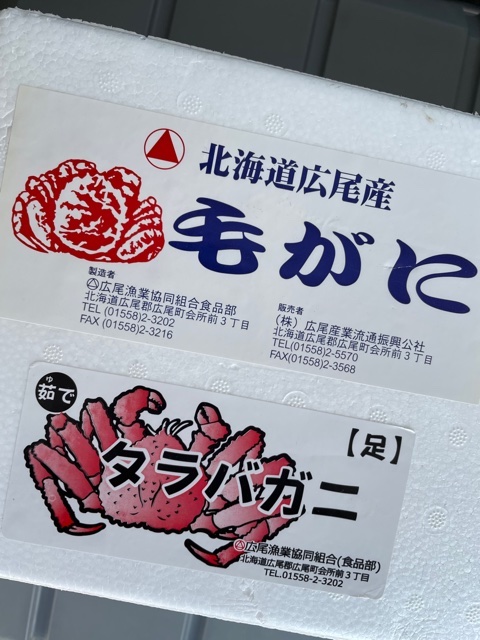 北海道広尾産
毛がに
製造者
広尾漁業協同組合食品部
北海道広尾郡広尾町会所前3丁目
TEL (01558)2-3202
FAX (01558)2-3216
販売者
(株) 広尾産業流通振興公社
北海道広尾郡広尾町会所前3丁目
TEL(01558)2-5570
FAX(01558)2-3568
ゆ
茹で
【足】
タラバガニ
広尾漁業協同組合(食品部)
北海道広尾郡広尾町会所前3丁目
TEL.01558-2-3202